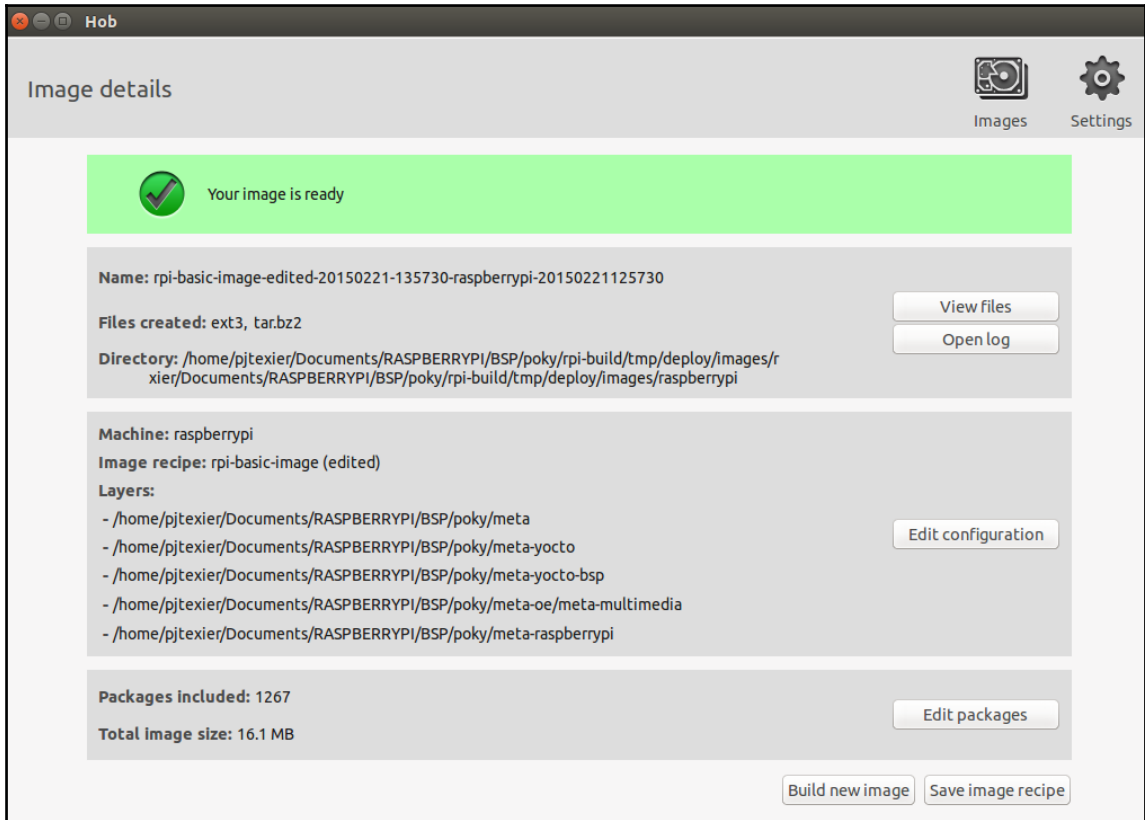 Hob
Image details
Images
Settings
Your image is ready
Name: rpi-basic-image-edited-20150221-135730-raspberrypi-20150221125730
View files
Files created: ext3, tar.bz2
Open log
Directory: /home/pjtexier/Documents/RASPBERRYPI/BSP/poky/rpi-build/tmp/deploy/images/r
xier/Documents/RASPBERRYPI/BSP/poky/rpi-build/tmp/deploy/images/raspberrypi
Machine: raspberrypi
Image recipe: rpi-basic-image (edited)
Layers:
- /home/pjtexier/Documents/RASPBERRYPI/BSP/poky/meta
- /home/pjtexier/Documents/RASPBERRYPI/BSP/poky/meta-yocto
- /home/pjtexier/Documents/RASPBERRYPI/BSP/poky/meta-yocto-bsp
- /home/pjtexier/Documents/RASPBERRYPI/BSP/poky/meta-oe/meta-multimedia
- /home/pjtexier/Documents/RASPBERRYPI/BSP/poky/meta-raspberrypi
Edit configuration
Packages included: 1267
Total image size: 16.1 MB
Edit packages
Build new image
Save image recipe